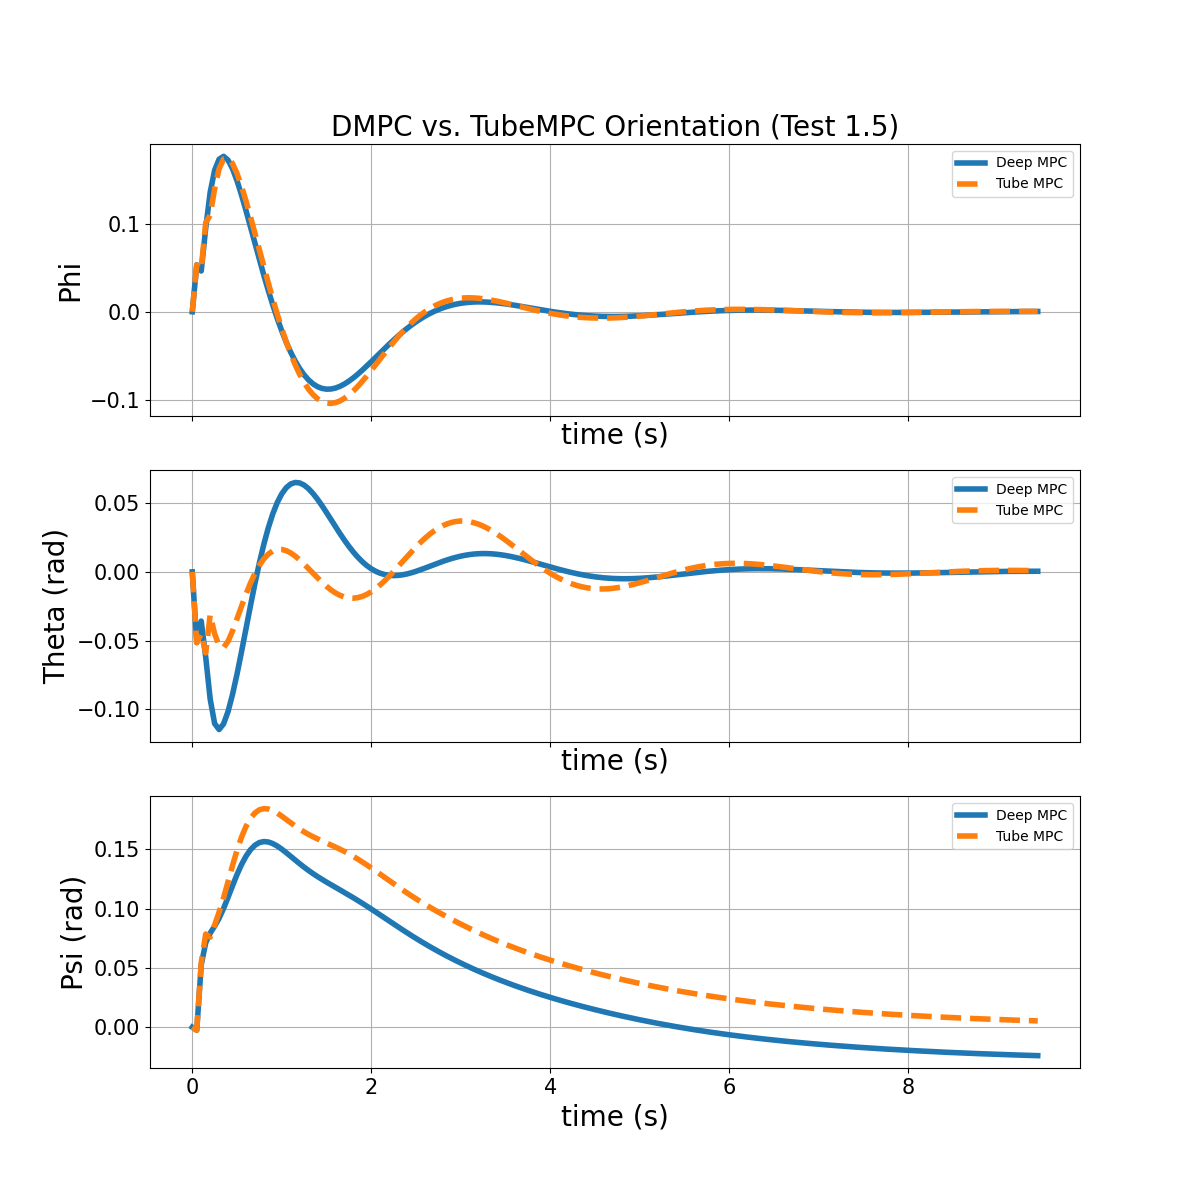 DMPC vs. TubeMPC Orientation (Test 1.5)
Deep MPC
Tube MPC
0.1
0.0
−0.1
Phi
time (s)
Deep MPC
Tube MPC
0.05
0.00
−0.05
−0.10
Theta (rad)
time (s)
Deep MPC
Tube MPC
0.15
0.10
0.05
0.00
Psi (rad)
0 2 4 6 8
time (s)